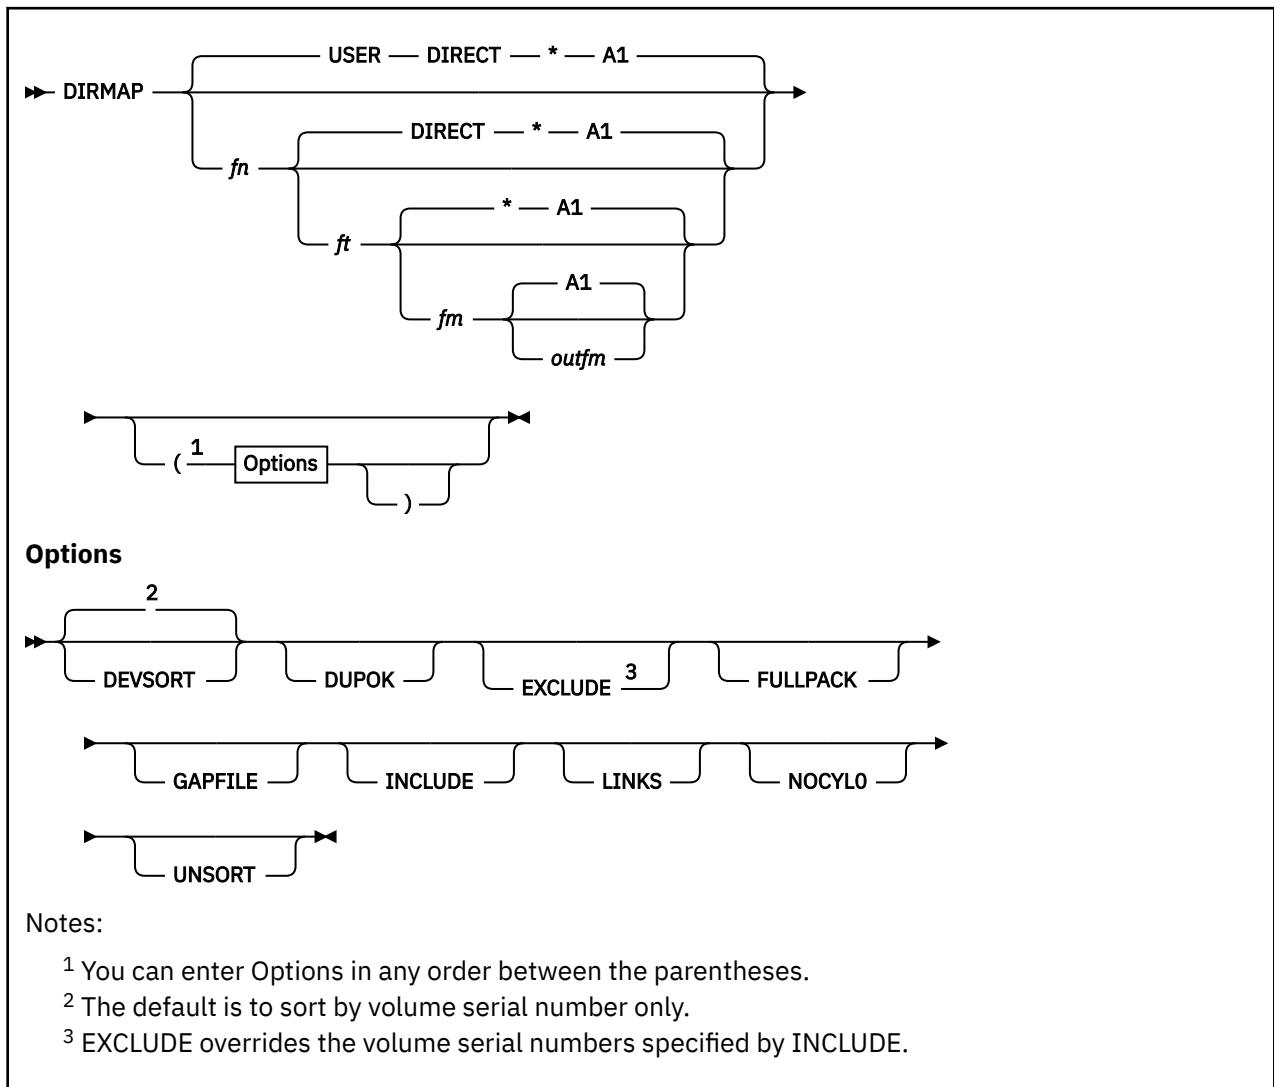 USER DIRECT * A1
DIRMAP
DIRECT * A1
fn
* A1
ft
A1
fm
outfm
( 1 Options
)
Options
2
DEVSORT DUPOK EXCLUDE 3 FULLPACK
GAPFILE INCLUDE LINKS NOCYL0
UNSORT
Notes:
1 You can enter Options in any order between the parentheses.
2 The default is to sort by volume serial number only.
3 EXCLUDE overrides the volume serial numbers specified by INCLUDE.